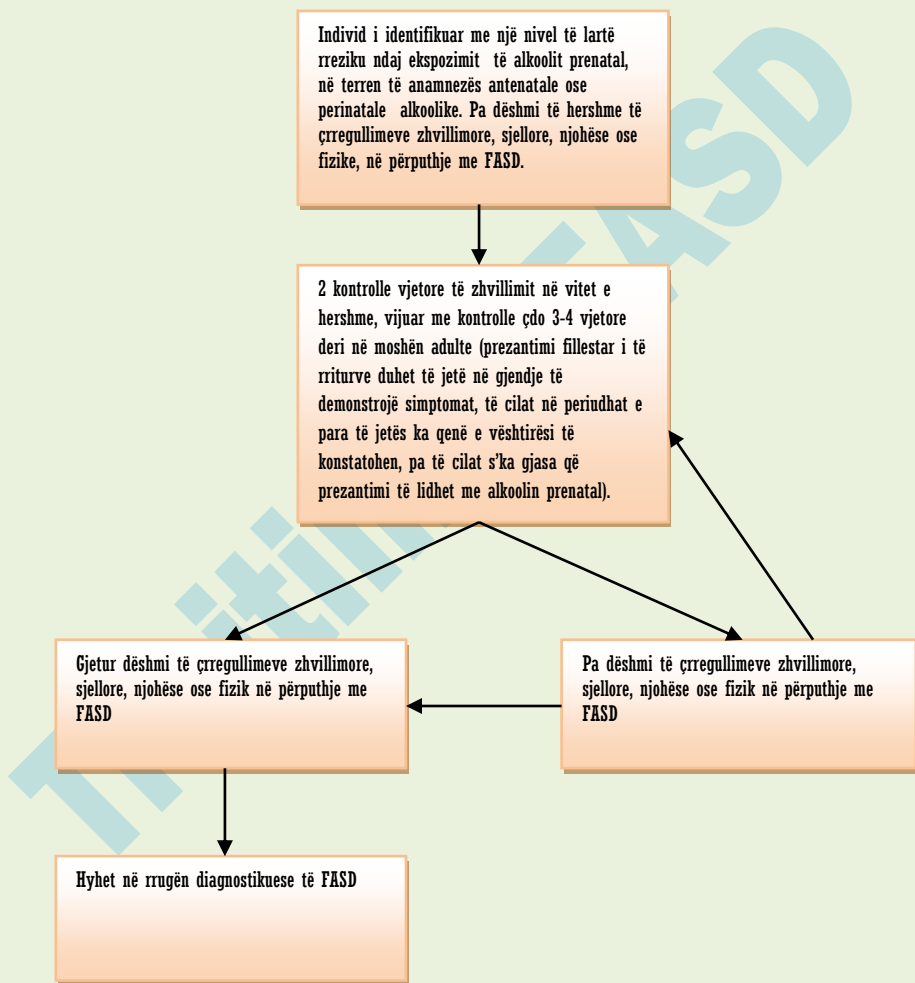 Individ i identifikuar me një nivel të lartë
rreziku ndaj ekspozimit të alkoolit prenatal,
në terren të anamnezës antenatale ose
perinatale alkoolike. Pa dëshmi të hershme të
çrregullimeve zhvillimore, sjellore, njohëse ose
fizike, në përputhje me FASD.
2 kontrolle vjetore të zhvillimit në vitet e
hershme, vijuar me kontrolle çdo 3-4 vjetore
deri në moshën adulte (prezantimi fillestar i të
rriturve duhet të jetë në gjendje të
demonstrojë simptomat, të cilat në periudhat e
para të jetës ka qenë e vështirësi të
konstatohen, pa të cilat s'ka gjasa që
prezantimi të lidhet me alkoolin prenatal).
Gjetur dëshmi të çrregullimeve zhvillimore,
sjellore, njohëse ose fizik në përputhje me
FASD
Pa dëshmi të çrregullimeve zhvillimore,
sjellore, njohëse ose fizik në përputhje me
FASD
Hyhet në rrugën diagnostikuese të FASD
FASD